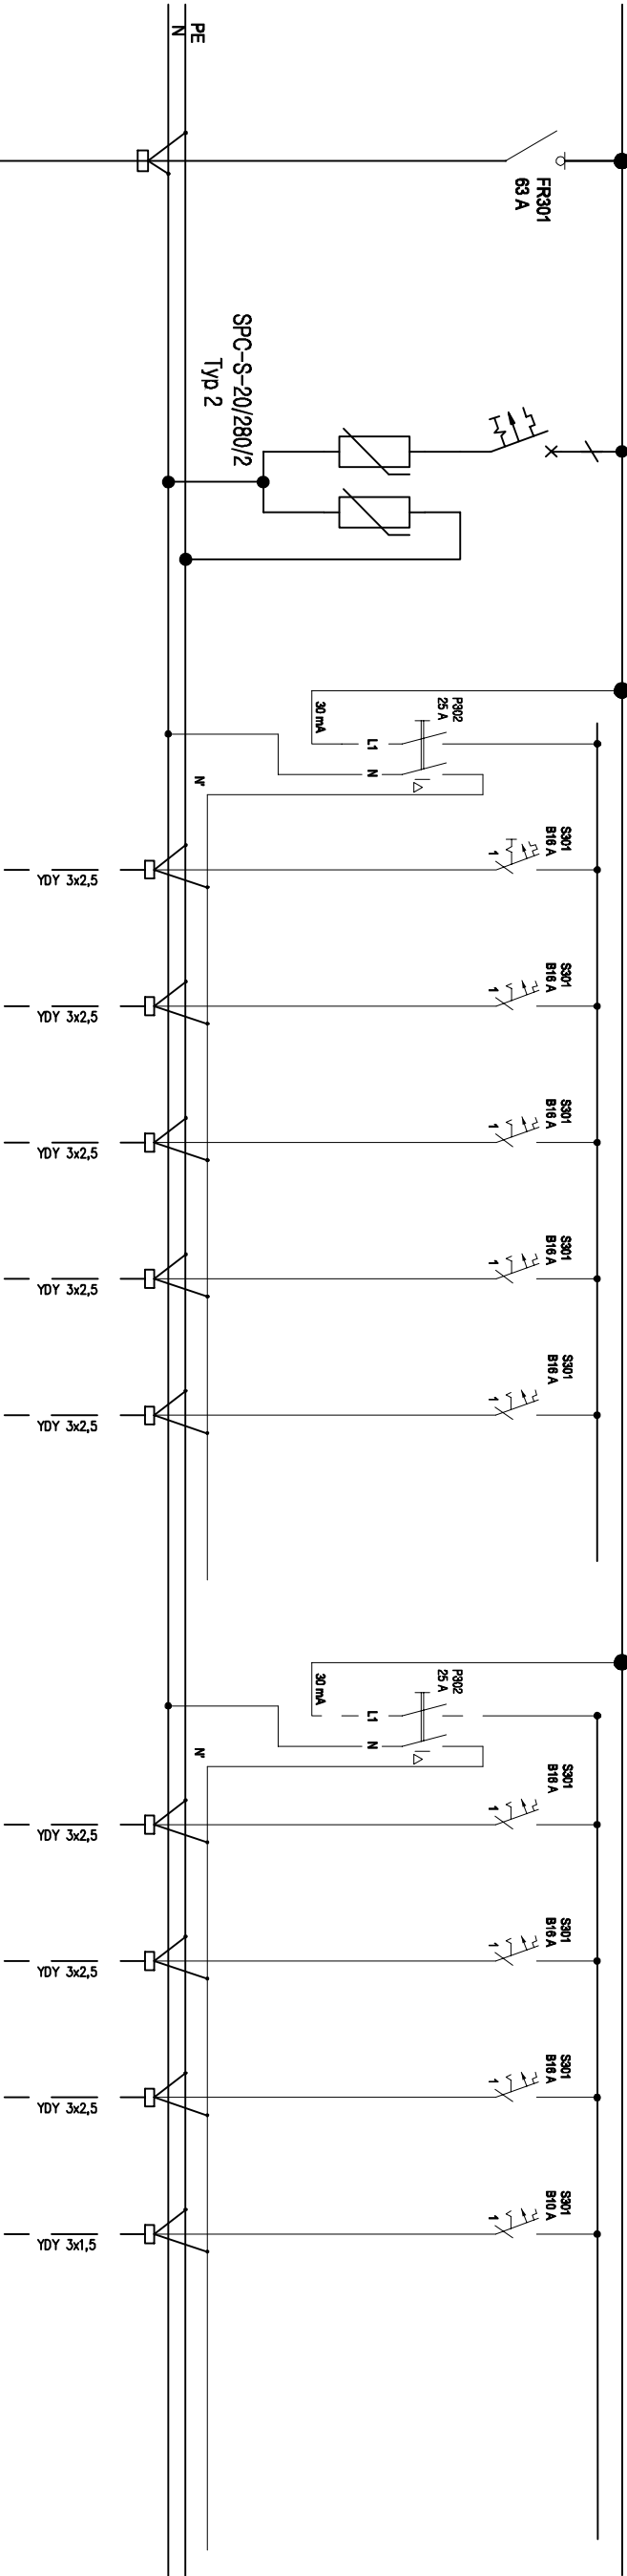 PE
N
FR301
63 A
SPC-S-20/280/2
Typ 2
P302
25 A
30 mA
L1
N
N'
S301
B16 A
1
YDY 3x2,5
S301
B16 A
1
YDY 3x2,5
S301
B16 A
1
YDY 3x2,5
S301
B16 A
1
YDY 3x2,5
S301
B16 A
1
YDY 3x2,5
P302
25 A
30 mA
L1
N
N"
S301
B16 A
1
YDY 3x2,5
S301
B16 A
1
YDY 3x2,5
S301
B16 A
1
YDY 3x2,5
S301
B10 A
1
YDY 3x1,5